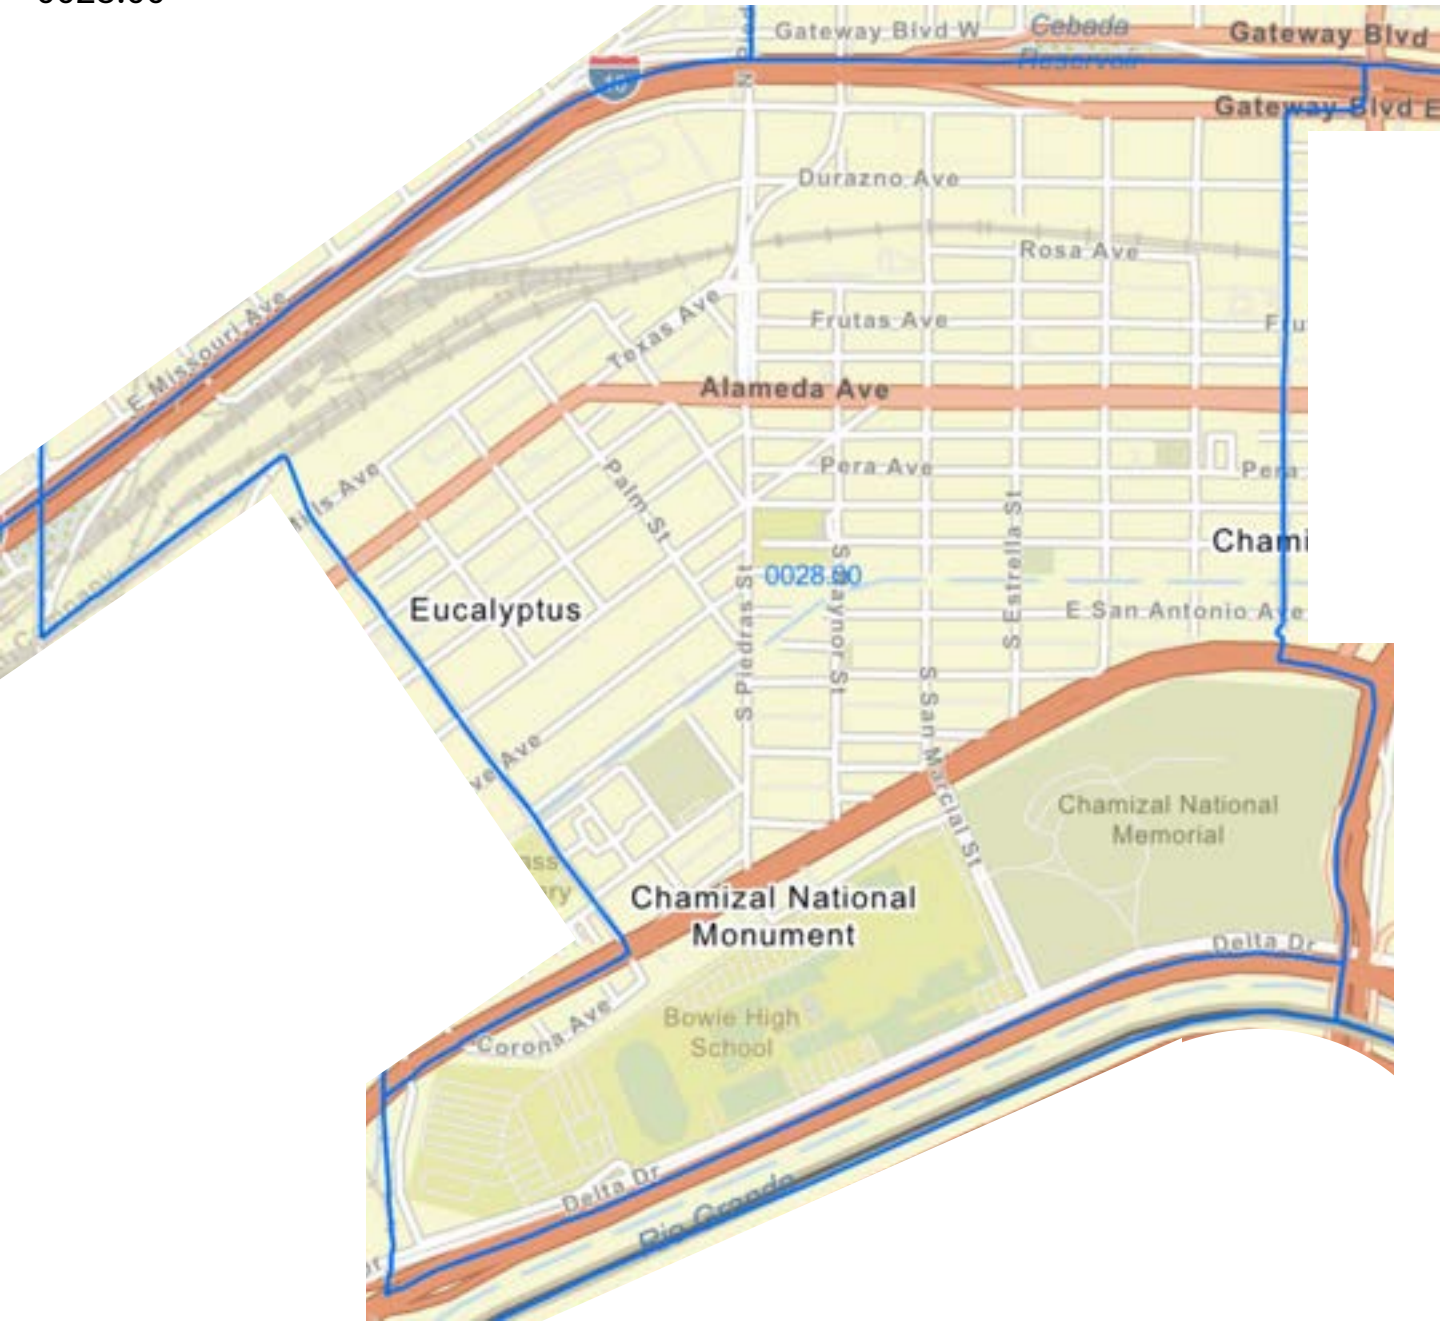 Gateway Blvd W
Cebada
Reservoir
Gateway Blvd
Gateway Blvd E
Durazno Ave
Rosa Ave
E Missouri Ave
Texas Ave
Frutas Ave
Alameda Ave
Palm St
Pera Ave
Pera
Chami
0028.00
Eucalyptus
S Piedras St
S Raynor St
S Estrella St
E San Antonio Ave
S San Marcial St
Chamizal National
Memorial
Chamizal National
Monument
Delta Dr
Corona Ave
Bowie High
School
Delta Dr
Rio Grande